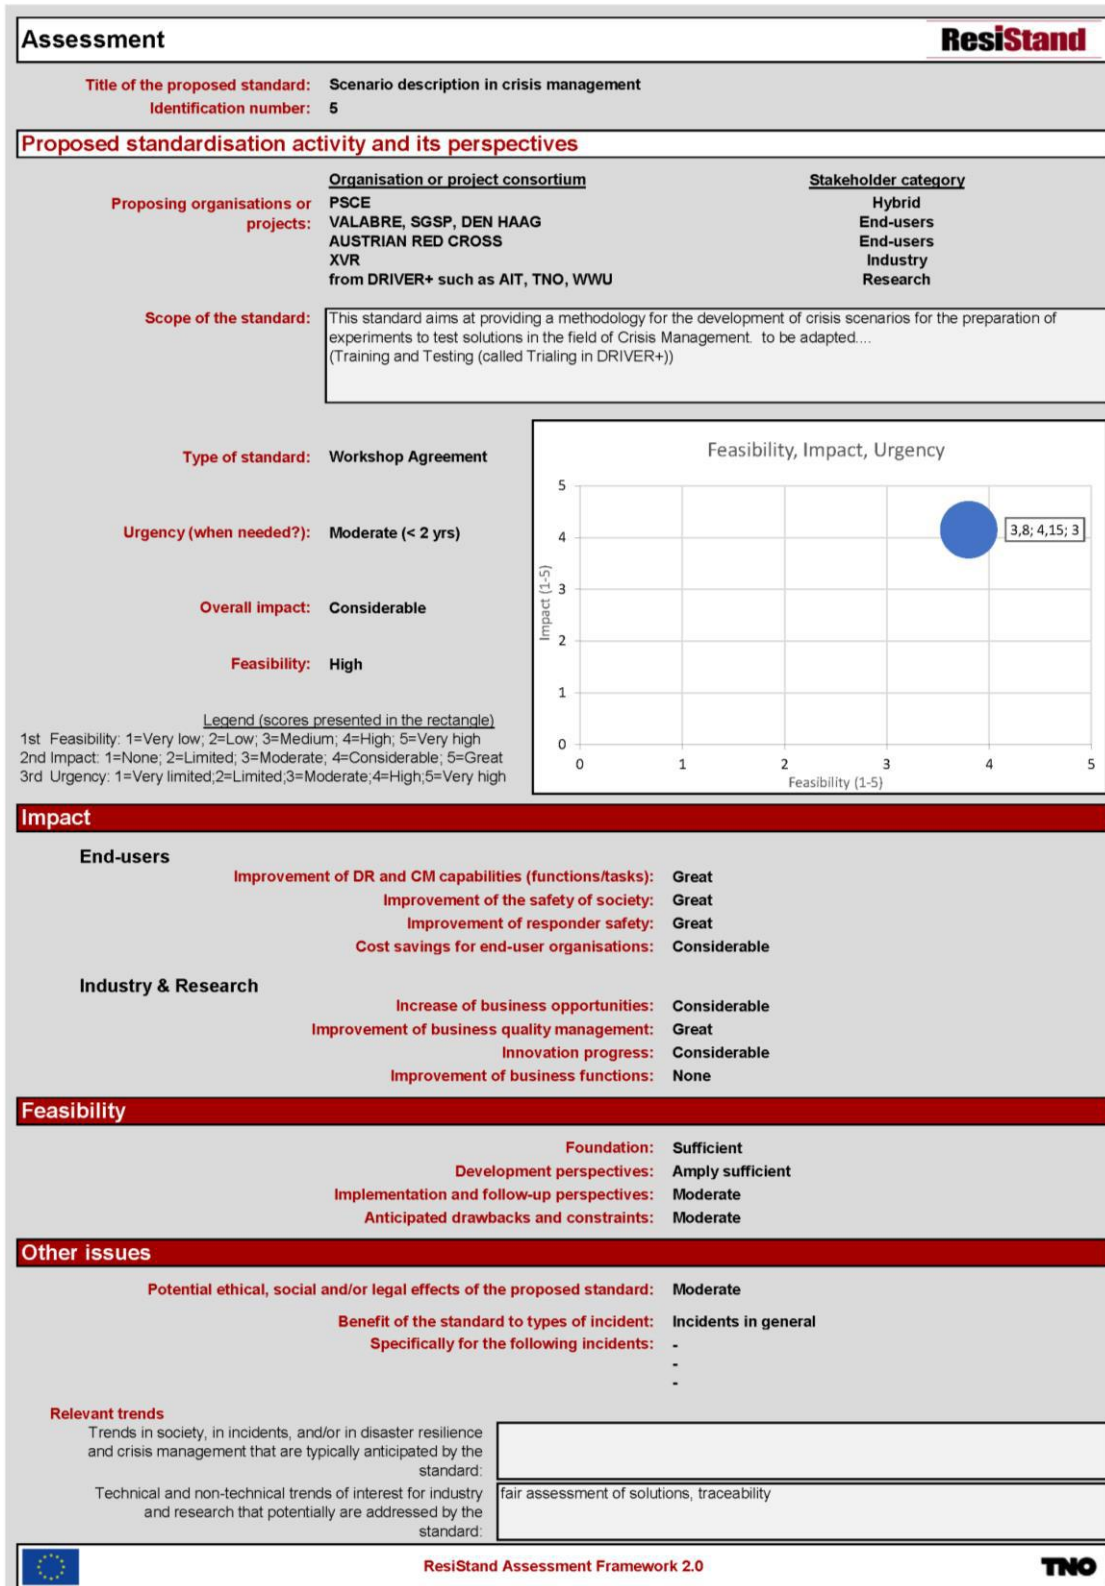 Assessment
ResiStand
Title of the proposed standard: Scenario description in crisis management
Identification number: 5
Proposed standardisation activity and its perspectives
Organisation or project consortium Stakeholder category
Proposing organisations or projects:
PSCE Hybrid
VALABRE, SGSP, DEN HAAG End-users
AUSTRIAN RED CROSS End-users
XVR Industry
from DRIVER+ such as AIT, TNO, WWU Research
Scope of the standard:
This standard aims at providing a methodology for the development of crisis scenarios for the preparation of
experiments to test solutions in the field of Crisis Management. to be adapted....
(Training and Testing (called Trialing in DRIVER+))
Type of standard: Workshop Agreement
Urgency (when needed?): Moderate (< 2 yrs)
Overall impact: Considerable
Feasibility: High
Legend (scores presented in the rectangle)
1st Feasibility: 1=Very low; 2=Low; 3=Medium; 4=High; 5=Very high
2nd Impact: 1=None; 2=Limited; 3=Moderate; 4=Considerable; 5=Great
3rd Urgency: 1=Very limited;2=Limited;3=Moderate;4=High;5=Very high
Feasibility, Impact, Urgency
5
4
3
2
1
0
Impact (1-5)
3,8; 4,15; 3
0 1 2 3 4 5
Feasibility (1-5)
Impact
End-users
Improvement of DR and CM capabilities (functions/tasks): Great
Improvement of the safety of society: Great
Improvement of responder safety: Great
Cost savings for end-user organisations: Considerable
Industry & Research
Increase of business opportunities: Considerable
Improvement of business quality management: Great
Innovation progress: Considerable
Improvement of business functions: None
Feasibility
Foundation: Sufficient
Development perspectives: Amply sufficient
Implementation and follow-up perspectives: Moderate
Anticipated drawbacks and constraints: Moderate
Other issues
Potential ethical, social and/or legal effects of the proposed standard: Moderate
Benefit of the standard to types of incident: Incidents in general
Specifically for the following incidents: -
-
-
Relevant trends
Trends in society, in incidents, and/or in disaster resilience
and crisis management that are typically anticipated by the
standard:
Technical and non-technical trends of interest for industry
and research that potentially are addressed by the
standard:
fair assessment of solutions, traceability
ResiStand Assessment Framework 2.0
TNO